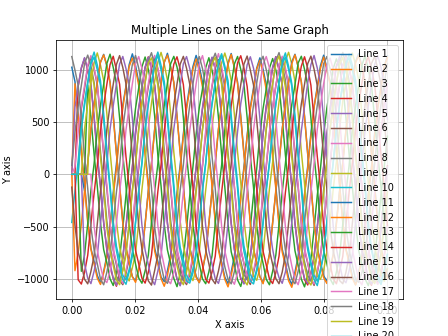 Multiple Lines on the Same Graph
Y axis
1000
500
0
−500
−1000
0.00
0.02
0.04
0.06
0.08
X axis
Line 1
Line 2
Line 3
Line 4
Line 5
Line 6
Line 7
Line 8
Line 9
Line 10
Line 11
Line 12
Line 13
Line 14
Line 15
Line 16
Line 17
Line 18
Line 19
Line 20